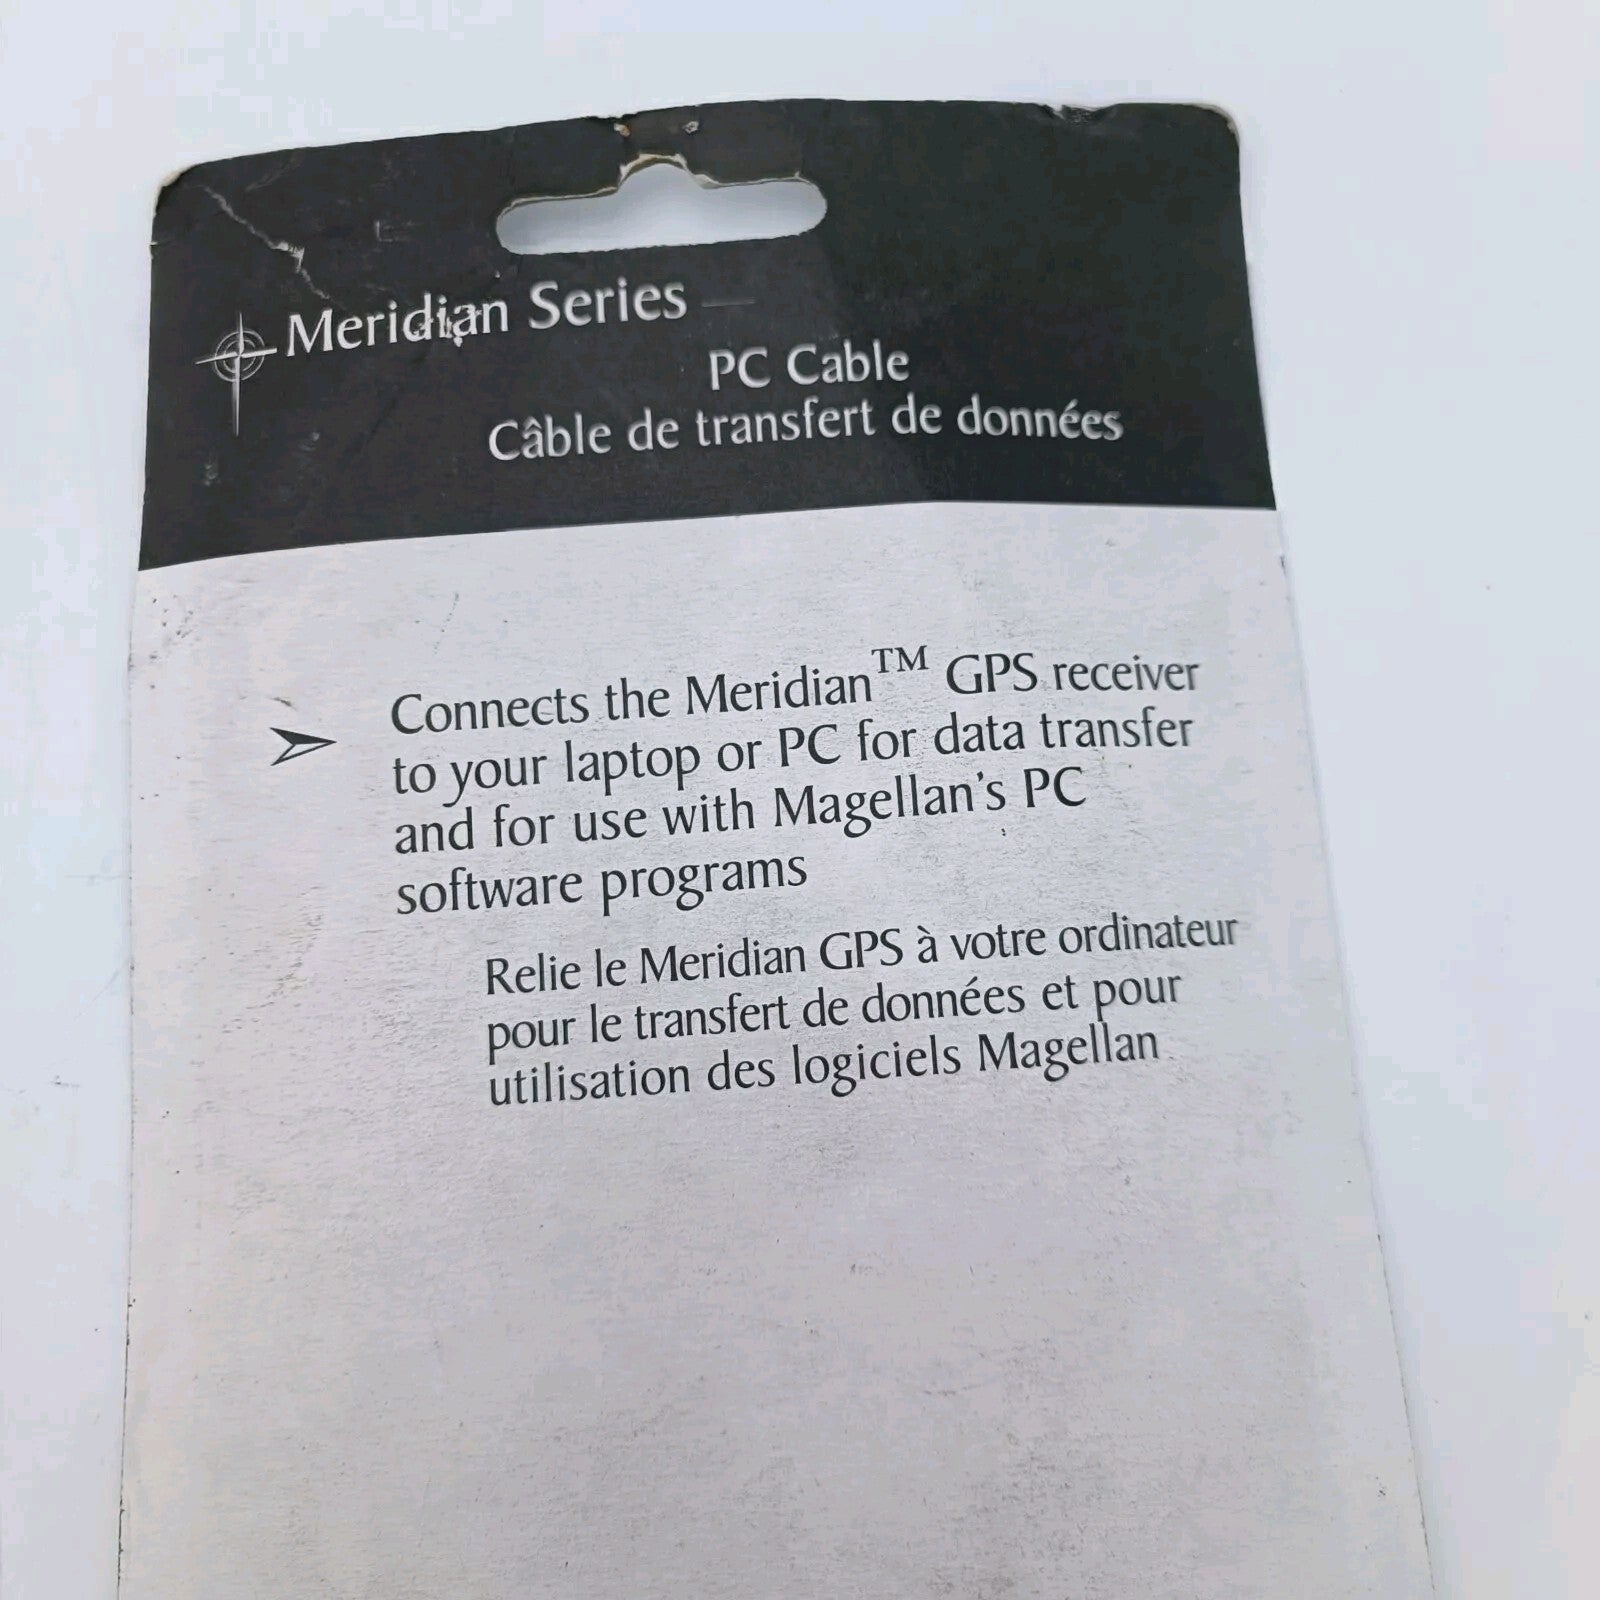 Meridian Series
PC Cable
Câble de transfert de données
Connects the Meridian™ GPS receiver
to your laptop or PC for data transfer
and for use with Magellan's PC
software programs
Relie le Meridian GPS à votre ordinateur
pour le transfert de données et pour
utilisation des logiciels Magellan